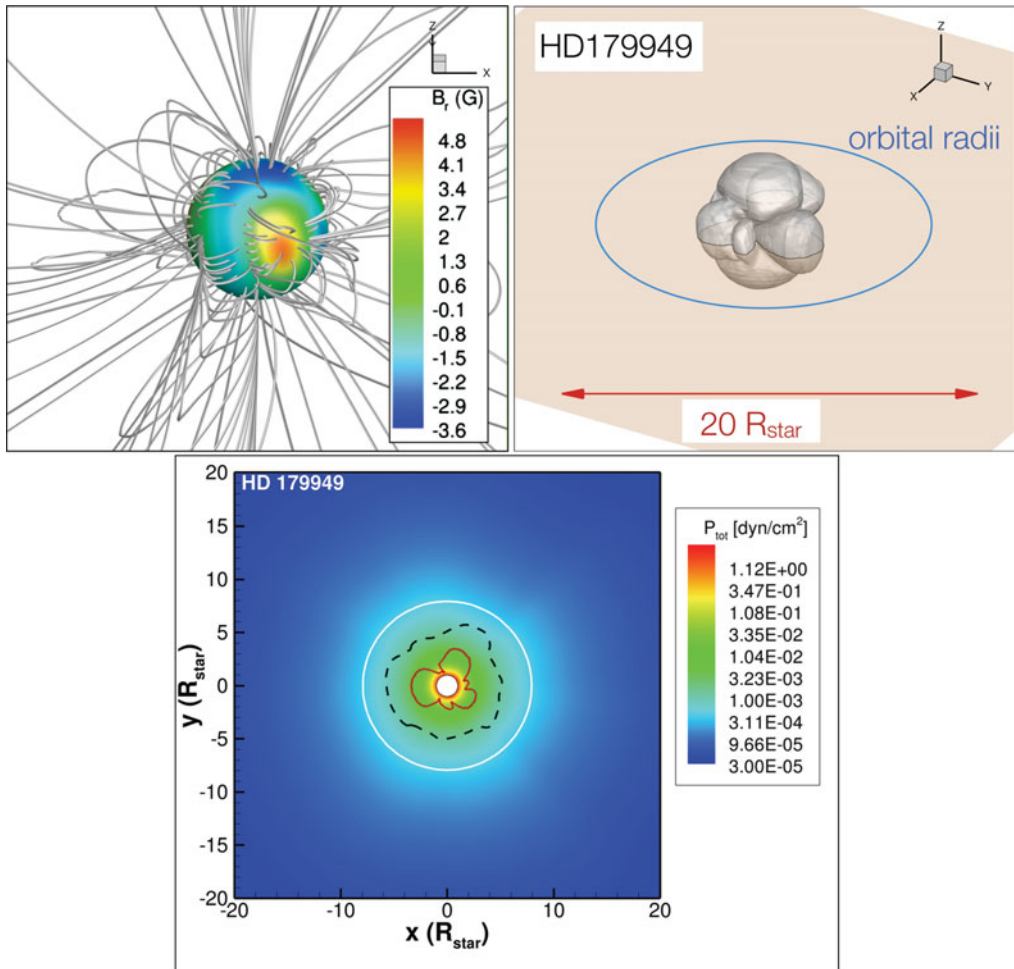 Z
X
B_r (G)
4.8
4.1
3.4
2.7
2
1.3
0.6
-0.1
-0.8
-1.5
-2.2
-2.9
-3.6
HD179949
Z
Y
X
orbital radii
20 R_star
HD 179949
20
15
10
5
0
-5
-10
-15
-20
y (R_star)
-20
-10
0
10
20
x (R_star)
P_tot [dyn/cm²]
1.12E+00
3.47E-01
1.08E-01
3.35E-02
1.04E-02
3.23E-03
1.00E-03
3.11E-04
9.66E-05
3.00E-05